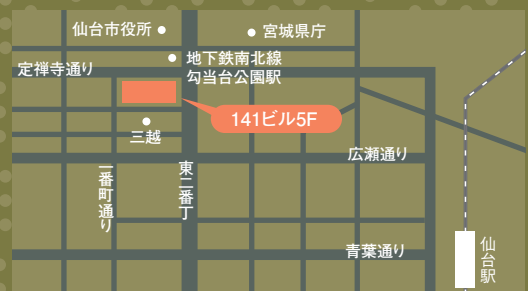 仙台市役所
宮城県庁
地下鉄南北線
勾当台公園駅
定禅寺通り
141ビル5F
三越
広瀬通り
一番町通り
東二番丁
青葉通り
仙台駅